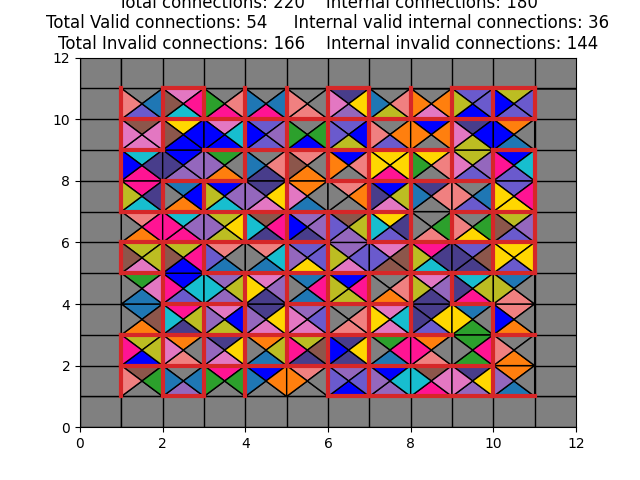 Total connections: 220    Internal connections: 180
Total Valid connections: 54     Internal valid internal connections: 36
Total Invalid connections: 166    Internal invalid connections: 144
12
10
8
6
4
2
0
0 2 4 6 8 10 12